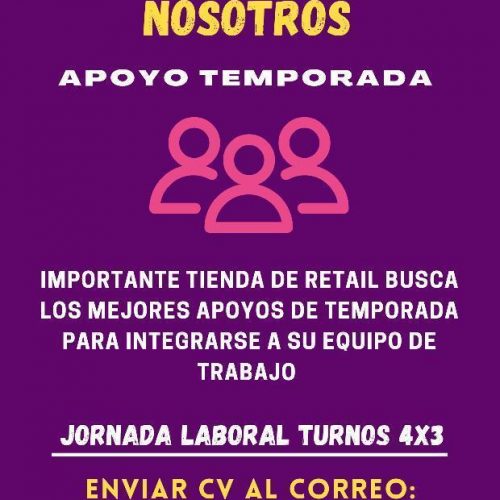 NOSOTROS
APOYO TEMPORADA
IMPORTANTE TIENDA DE RETAIL BUSCA
LOS MEJORES APOYOS DE TEMPORADA
PARA INTEGRARSE A SU EQUIPO DE
TRABAJO
JORNADA LABORAL TURNOS 4X3
ENVIAR CV AL CORREO: